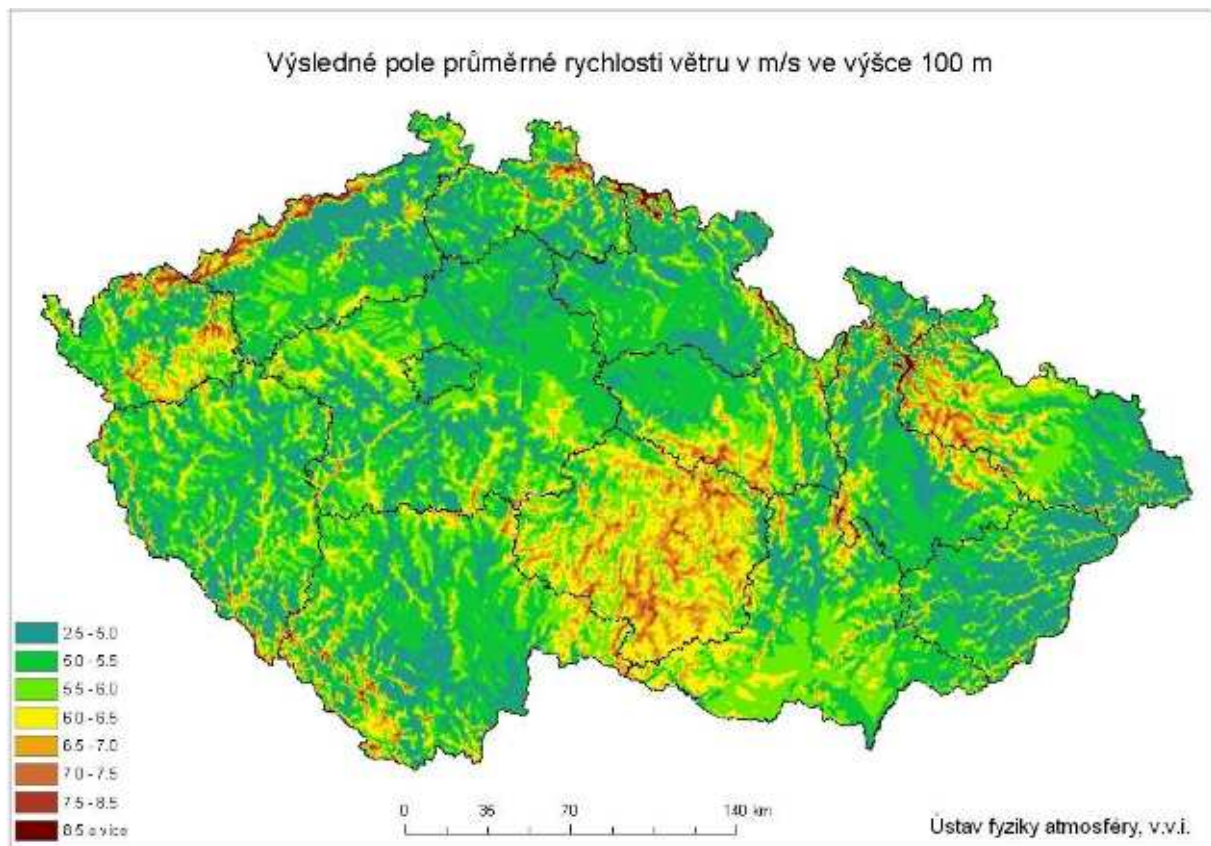 Výsledné pole průměrné rychlosti větru v m/s ve výšce 100 m
2.5 - 5.0
5.0 - 5.5
5.5 - 6.0
6.0 - 6.5
6.5 - 7.0
7.0 - 7.5
7.5 - 8.5
8.5 a více
0 35 70 140 km
Ústav fyziky atmosféry, v.v.i.